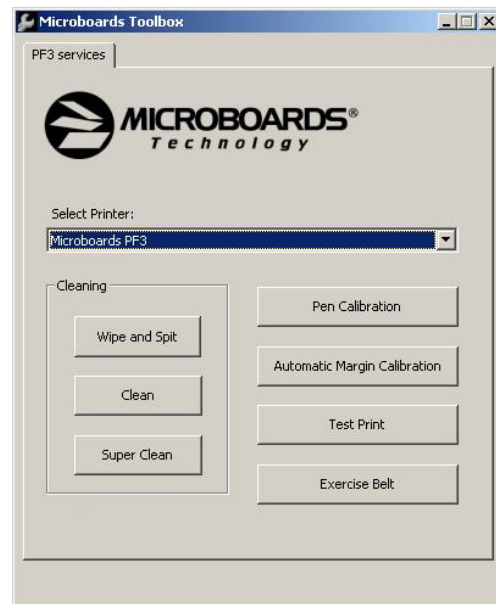 Microboards Toolbox
PF3 services
MICROBOARDS®
Technology
Select Printer:
Microboards PF3
Cleaning
Wipe and Spit
Clean
Super Clean
Pen Calibration
Automatic Margin Calibration
Test Print
Exercise Belt